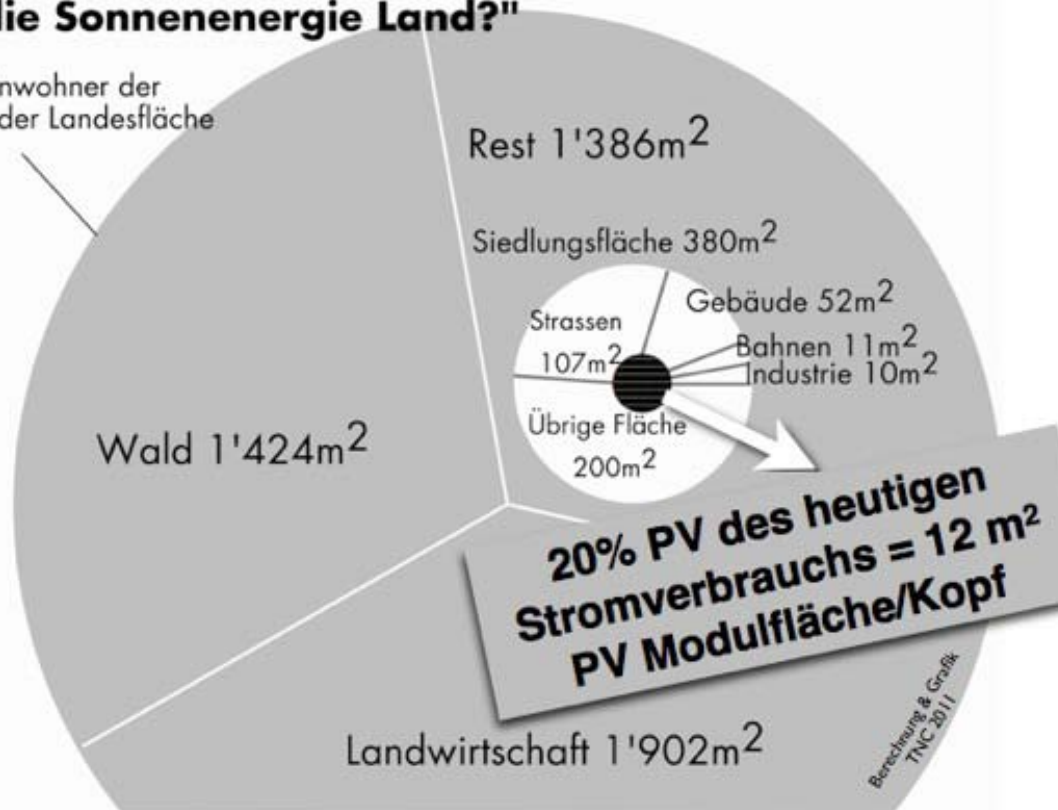 die Sonnenenergie Land?"
nwohner der
der Landesfläche
Rest 1'386m²
Siedlungsfläche 380m²
Gebäude 52m²
Strassen
107m²
Bahnen 11m²
Industrie 10m²
Übrige Fläche
200m²
Wald 1'424m²
20% PV des heutigen
Stromverbrauchs = 12 m²
PV Modulfläche/Kopf
Landwirtschaft 1'902m²
Berechnung & Grafik
TNC 2011